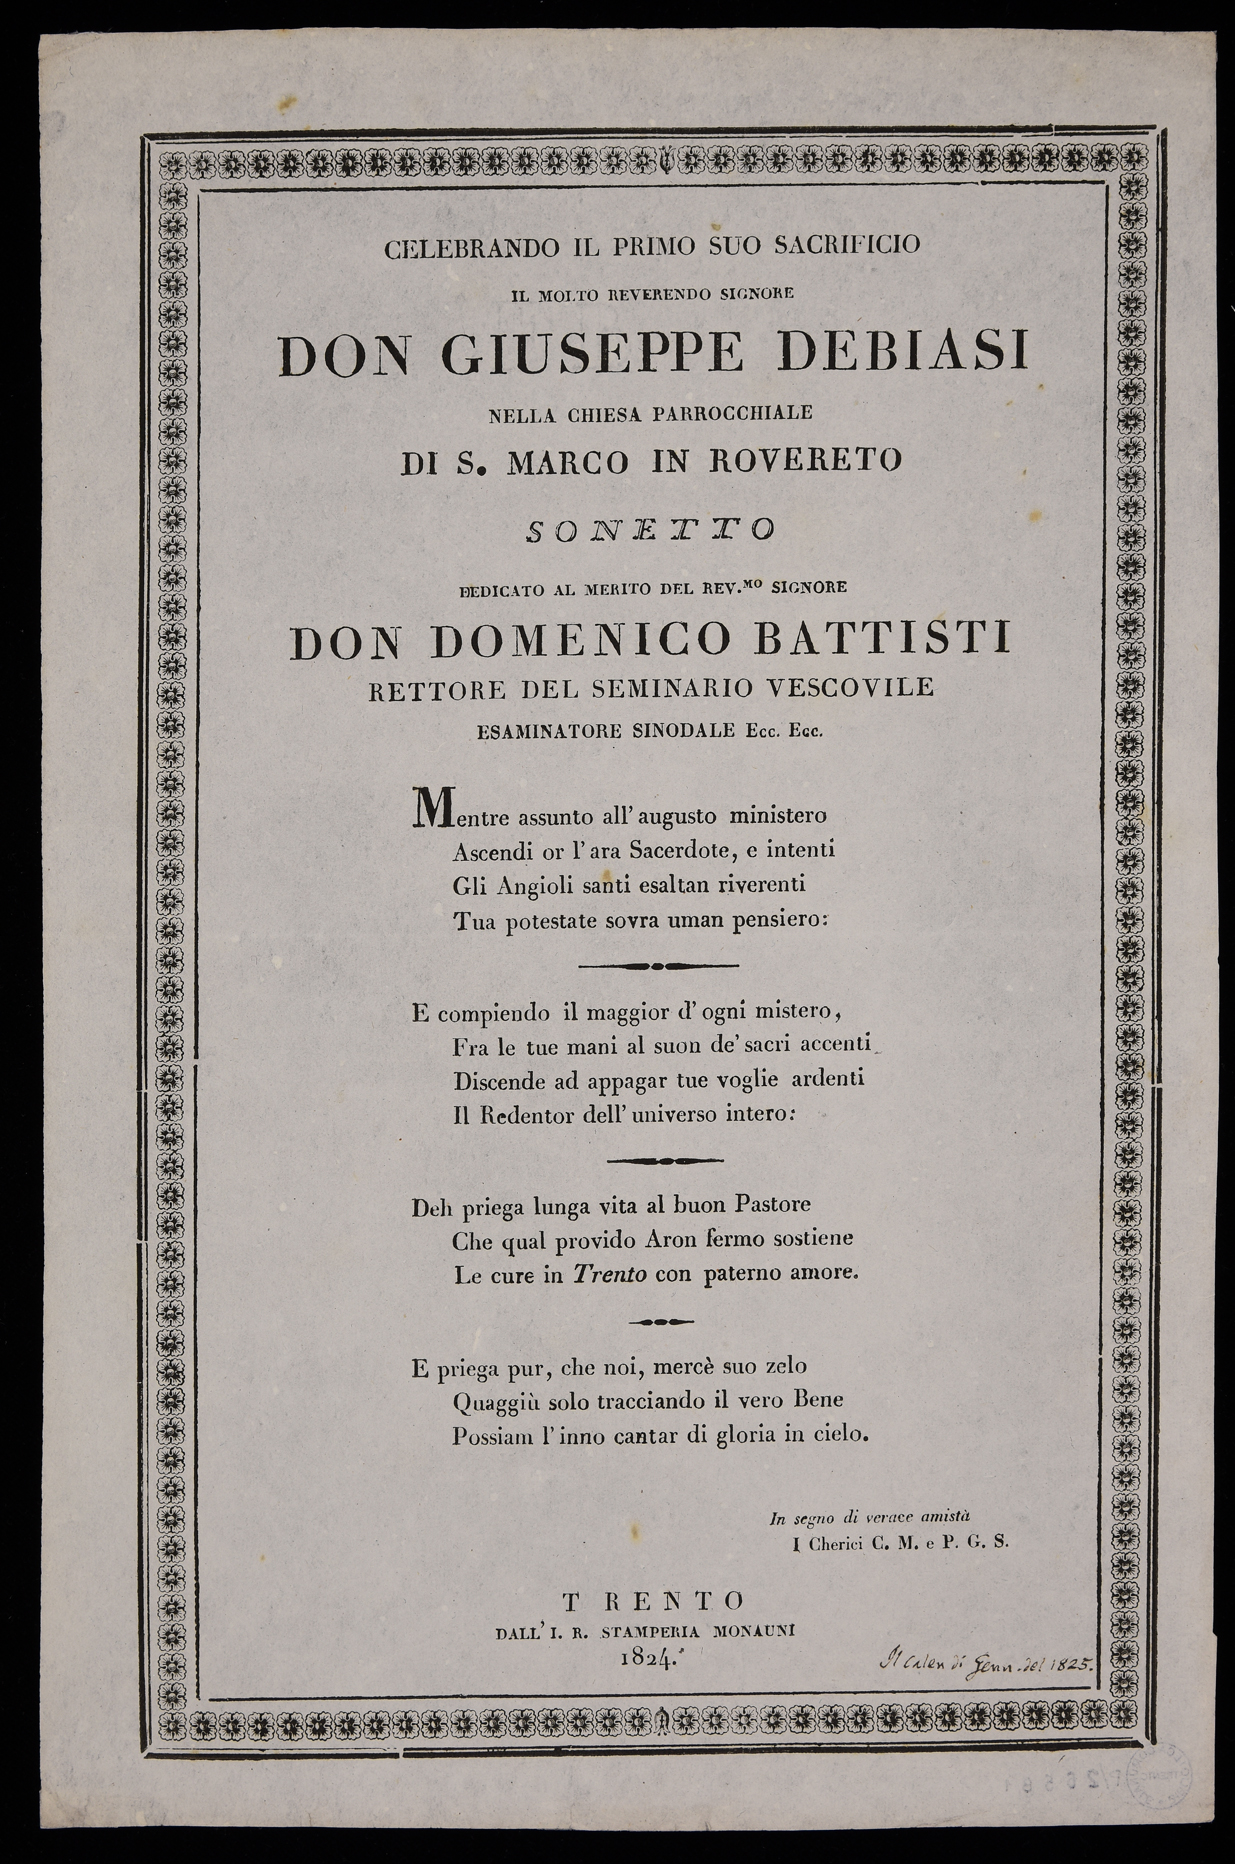 CELEBRANDO IL PRIMO SUO SACRIFICIO
IL MOLTO REVERENDO SIGNORE
DON GIUSEPPE DEBIASI
NELLA CHIESA PARROCCHIALE
DI S. MARCO IN ROVERETO
SONETTO
DEDICATO AL MERITO DEL REV.MO SIGNORE
DON DOMENICO BATTISTI
RETTORE DEL SEMINARIO VESCOVILE
ESAMINATORE SINODALE Ecc. Ecc.
Mentre assunto all' augusto ministero
Ascendi or l' ara Sacerdote, e intenti
Gli Angioli santi esaltan riverenti
Tua potestate sovra uman pensiero:
E compiendo il maggior d' ogni mistero,
Fra le tue mani al suon de' sacri accenti
Discende ad appagar tue voglie ardenti
Il Redentor dell' universo intero:
Deh priega lunga vita al buon Pastore
Che qual provido Aron fermo sostiene
Le cure in Trento con paterno amore.
E priega pur, che noi, mercè suo zelo
Quaggiù solo tracciando il vero Bene
Possiam l' inno cantar di gloria in cielo.
In segno di verace amistà
I Cherici C. M. e P. G. S.
TRENTO
DALL' I. R. STAMPERIA MONAUNI
1824.
Il Calen di Genn. del 1825.